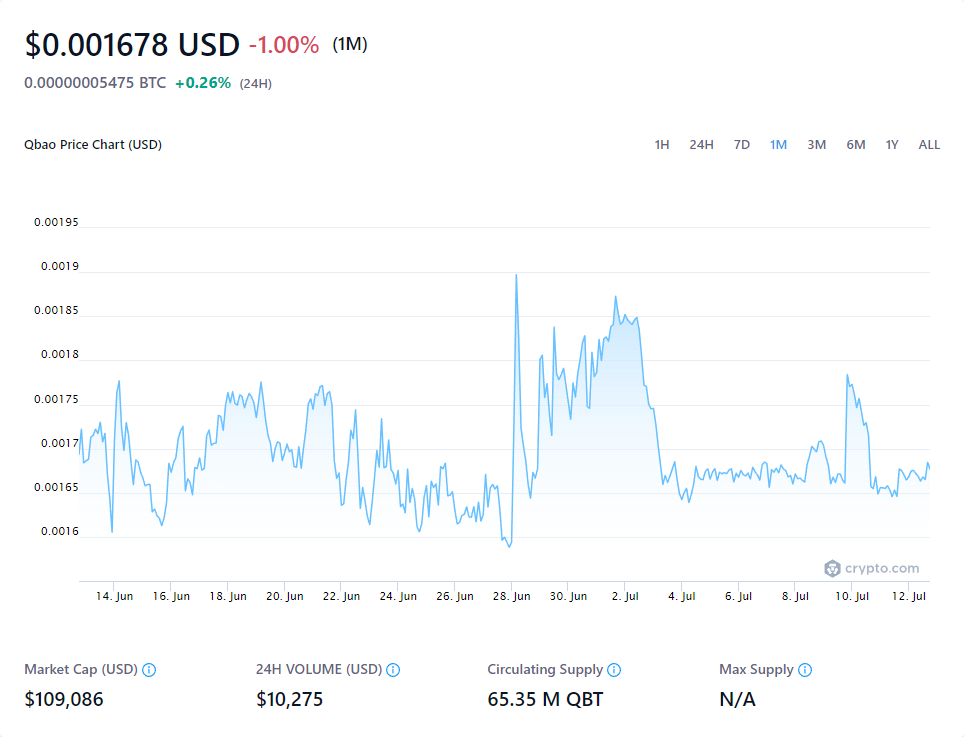 $0.001678 USD -1.00% (1M)
0.00000005475 BTC +0.26% (24H)
Qbao Price Chart (USD) 1H 24H 7D 1M 3M 6M 1Y ALL
0.00195
0.0019
0.00185
0.0018
0.00175
0.0017
0.00165
0.0016
crypto.com
14. Jun 16. Jun 18. Jun 20. Jun 22. Jun 24. Jun 26. Jun 28. Jun 30. Jun 2. Jul 4. Jul 6. Jul 8. Jul 10. Jul 12. Jul
Market Cap (USD) 24H VOLUME (USD) Circulating Supply Max Supply
$109,086 $10,275 65.35 M QBT N/A